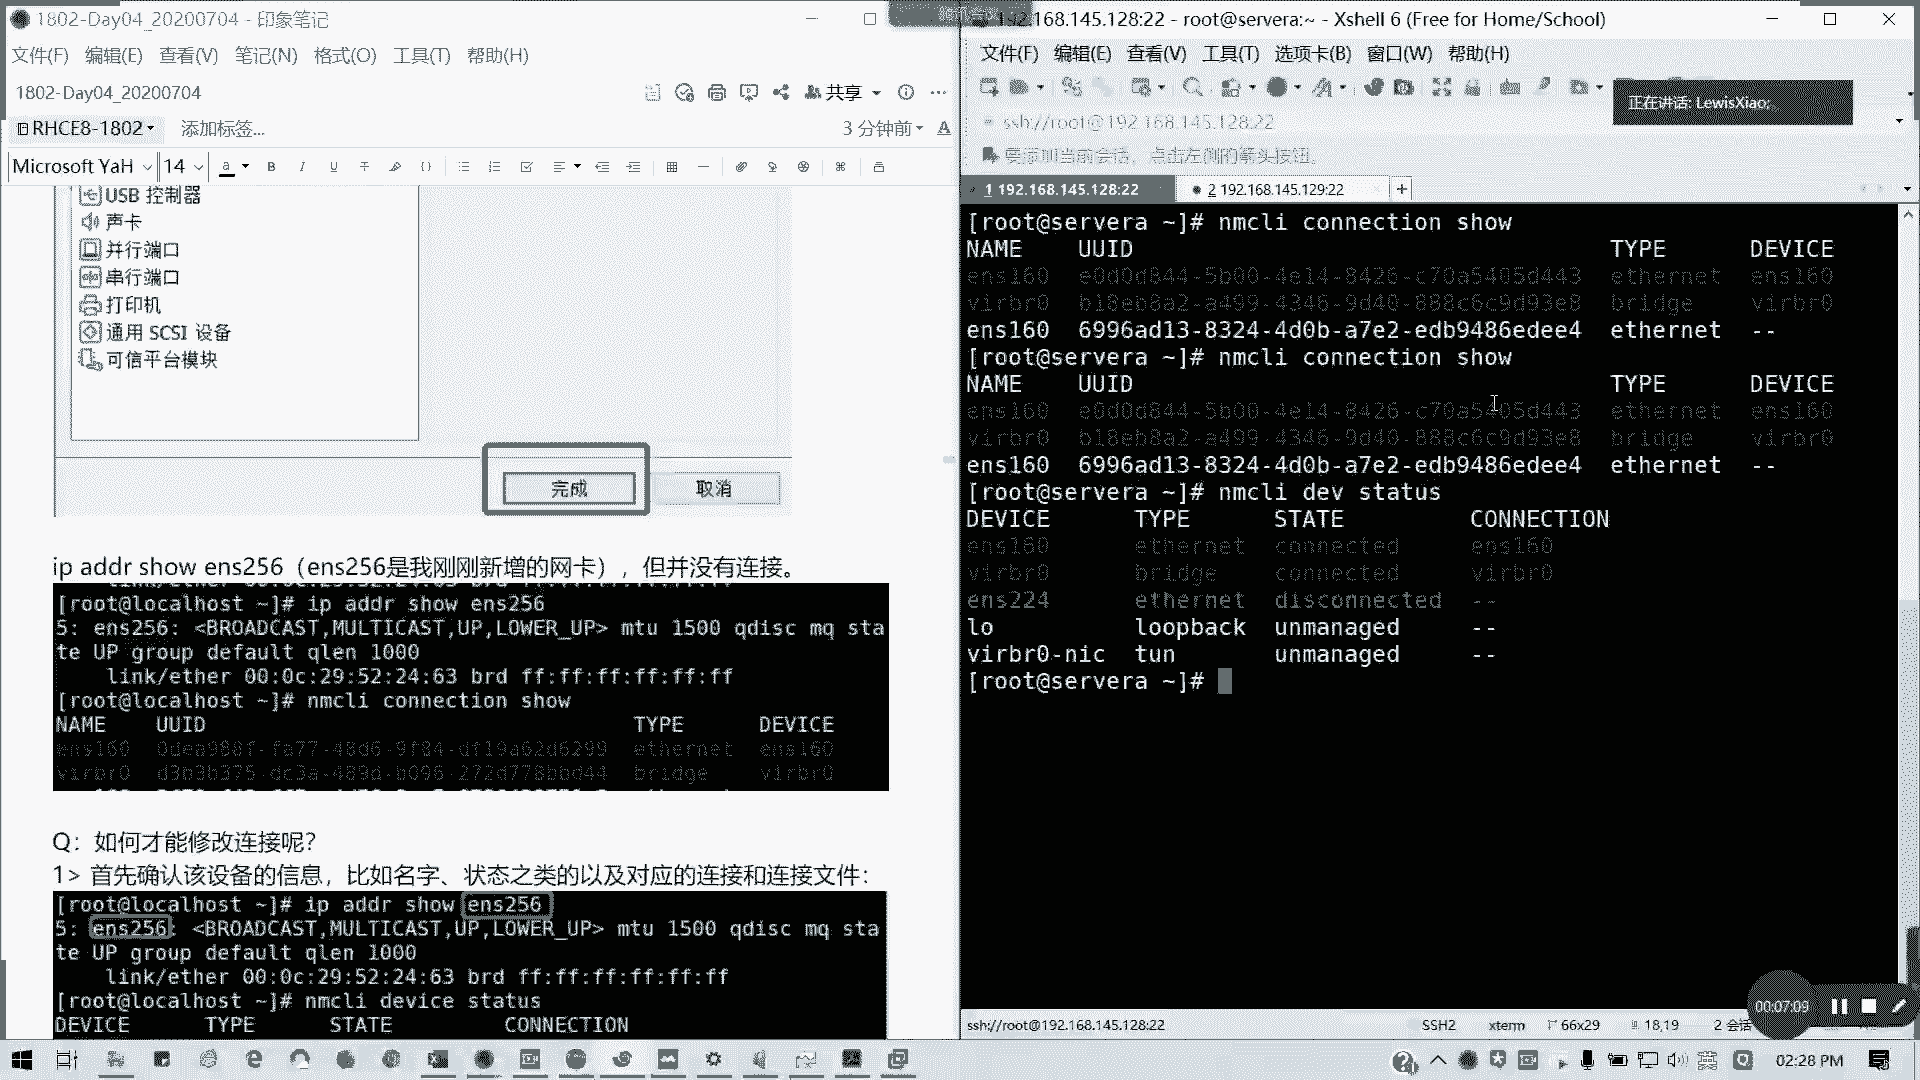 1802-Day04_20200704 - 印象笔记
文件(F) 编辑(E) 查看(V) 笔记(N) 格式(O) 工具(T) 帮助(H)
1802-Day04_20200704
共享
RHCE8-1802 添加标签...
3 分钟前
Microsoft YaH 14
USB 控制器
声卡
并行端口
串行端口
打印机
通用 SCSI 设备
可信平台模块
完成 取消
ip addr show ens256（ens256是我刚刚新增的网卡），但并没有连接。
[root@localhost ~]# ip addr show ens256
5: ens256: <BROADCAST,MULTICAST,UP,LOWER_UP> mtu 1500 qdisc mq sta
te UP group default qlen 1000
link/ether 00:0c:29:52:24:63 brd ff:ff:ff:ff:ff:ff
[root@localhost ~]# nmcli connection show
NAME UUID TYPE DEVICE
ens160 ethernet ens160
virbr0 bridge virbr0
Q：如何才能修改连接呢？
1> 首先确认该设备的信息，比如名字、状态之类的以及对应的连接和连接文件：
[root@localhost ~]# ip addr show ens256
5: ens256: <BROADCAST,MULTICAST,UP,LOWER_UP> mtu 1500 qdisc mq sta
te UP group default qlen 1000
link/ether 00:0c:29:52:24:63 brd ff:ff:ff:ff:ff:ff
[root@localhost ~]# nmcli device status
DEVICE TYPE STATE CONNECTION
192.168.145.128:22 - root@servera:~ - Xshell 6 (Free for Home/School)
文件(F) 编辑(E) 查看(V) 工具(T) 选项卡(B) 窗口(W) 帮助(H)
正在讲话: LewisXiao;
ssh://root@192.168.145.128:22
要添加当前会话，点击左侧的箭头按钮。
1 192.168.145.128:22
2 192.168.145.129:22
[root@servera ~]# nmcli connection show
NAME UUID TYPE DEVICE
ens160 e0d0d844-5b00-4e14-8426-c70a5405d443 ethernet ens160
virbr0 b18eb8a2-a499-4346-9d40-888c6c9d93e8 bridge virbr0
ens160 6996ad13-8324-4d0b-a7e2-edb9486edee4 ethernet --
[root@servera ~]# nmcli connection show
NAME UUID TYPE DEVICE
ens160 e0d0d844-5b00-4e14-8426-c70a5405d443 ethernet ens160
virbr0 b18eb8a2-a499-4346-9d40-888c6c9d93e8 bridge virbr0
ens160 6996ad13-8324-4d0b-a7e2-edb9486edee4 ethernet --
[root@servera ~]# nmcli dev status
DEVICE TYPE STATE CONNECTION
ens160 ethernet connected ens160
virbr0 bridge connected virbr0
ens224 ethernet disconnected --
lo loopback unmanaged --
virbr0-nic tun unmanaged --
[root@servera ~]#
00:07:09
ssh://root@192.168.145.128:22 SSH2 xterm 66x29 18,19 2 会话
02:28 PM